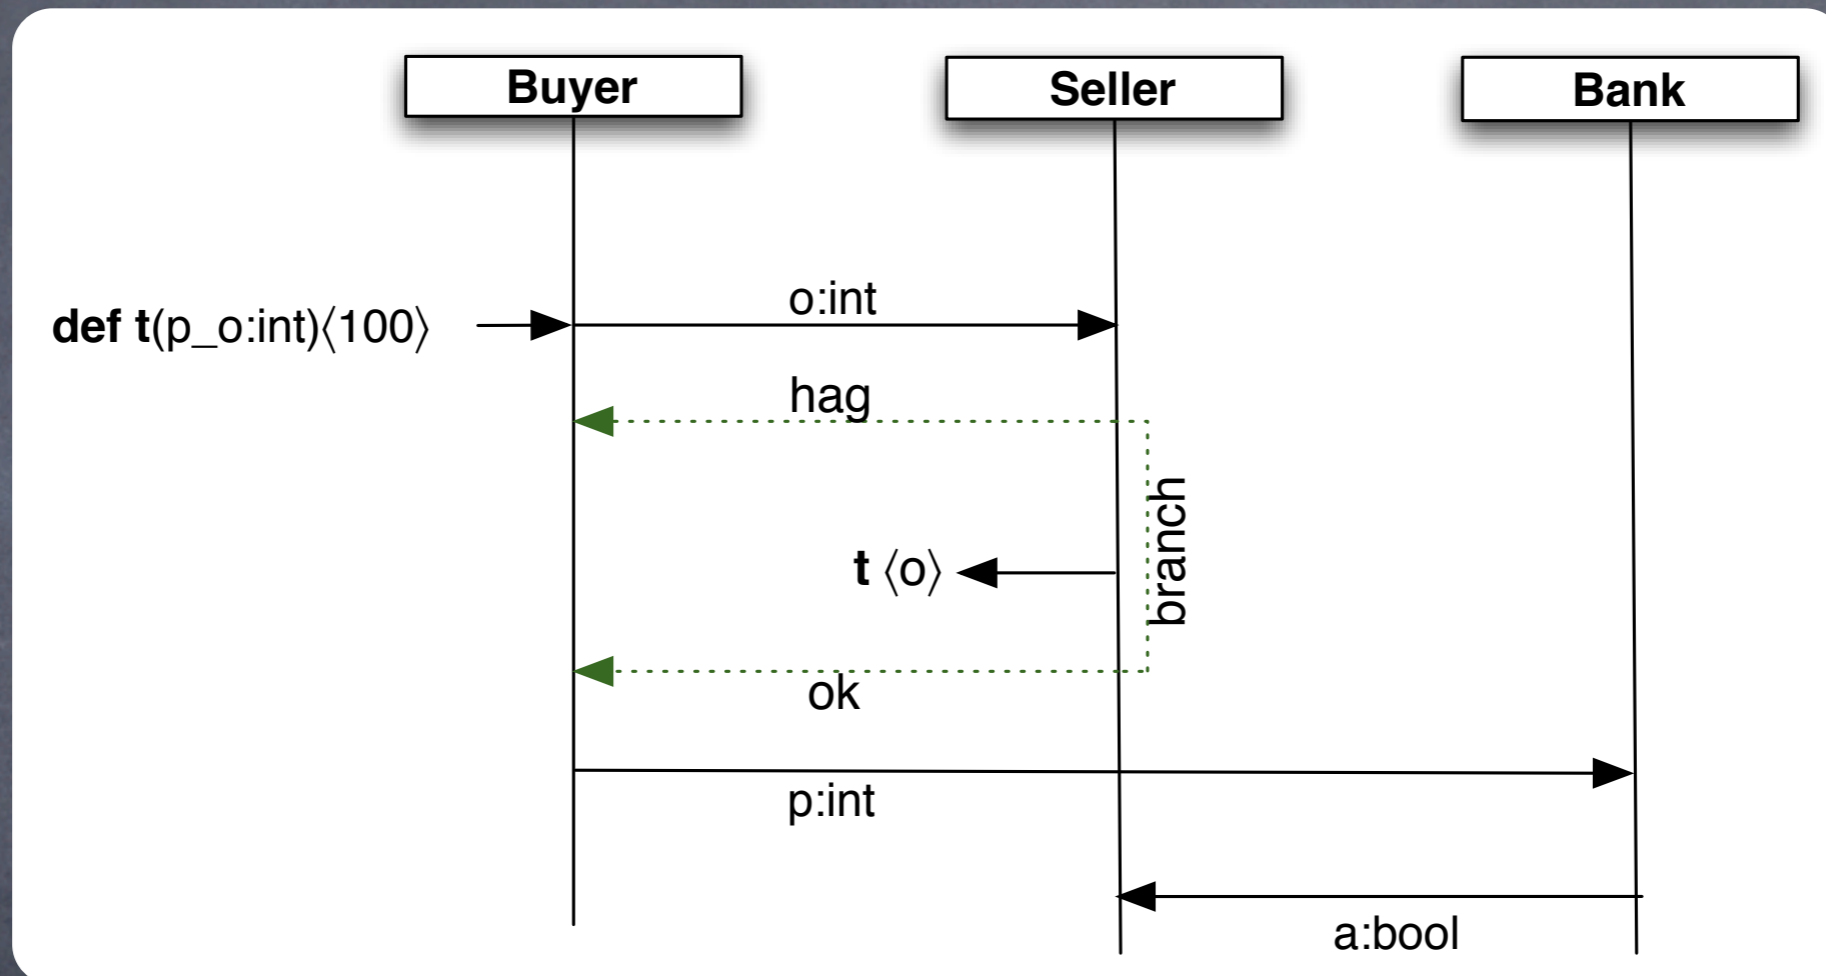 Buyer
Seller
Bank
def t(p_o:int)⟨100⟩
o:int
hag
branch
t ⟨o⟩
ok
p:int
a:bool